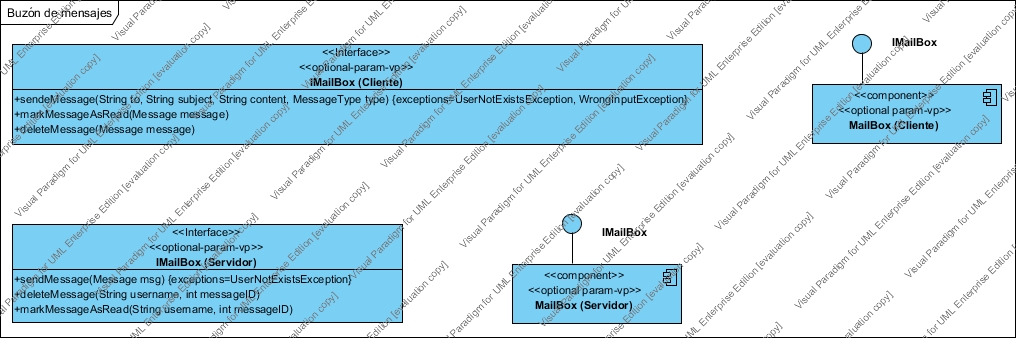 Buzón de mensajes
<<Interface>>
<<optional-param-vp>>
IMailBox (Cliente)
+sendeMessage(String to, String subject, String content, MessageType type) {exceptions=UserNotExistsException, WrongInputException}
+markMessageAsRead(Message message)
+deleteMessage(Message message)
IMailBox
<<component>>
<<optional param-vp>>
MailBox (Cliente)
<<Interface>>
<<optional-param-vp>>
IMailBox (Servidor)
+sendMessage(Message msg) {exceptions=UserNotExistsException}
+deleteMessage(String username, int messageID)
+markMessageAsRead(String username, int messageID)
IMailBox
<<component>>
<<optional param-vp>>
MailBox (Servidor)
Visual Paradigm for UML Enterprise Edition [evaluation copy]